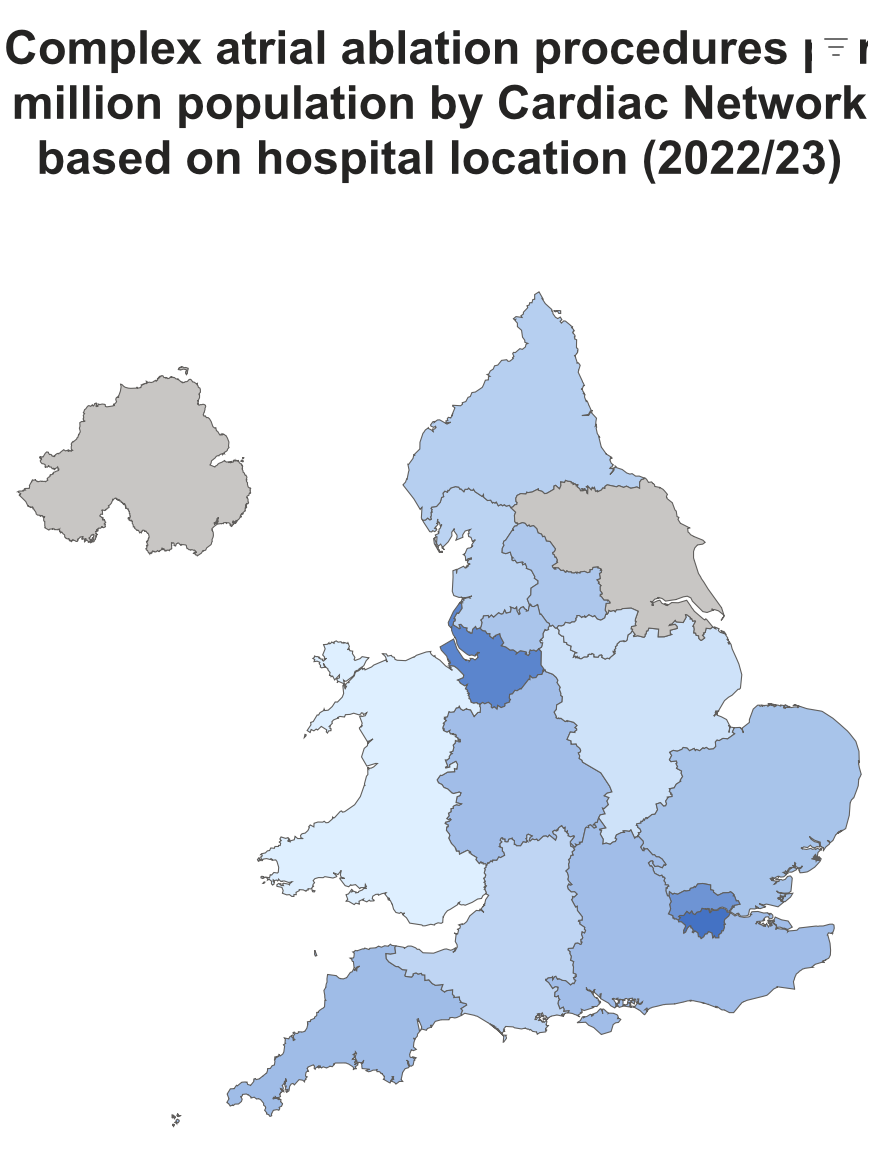 Complex atrial ablation procedures
million population by Cardiac Network
based on hospital location (2022/23)